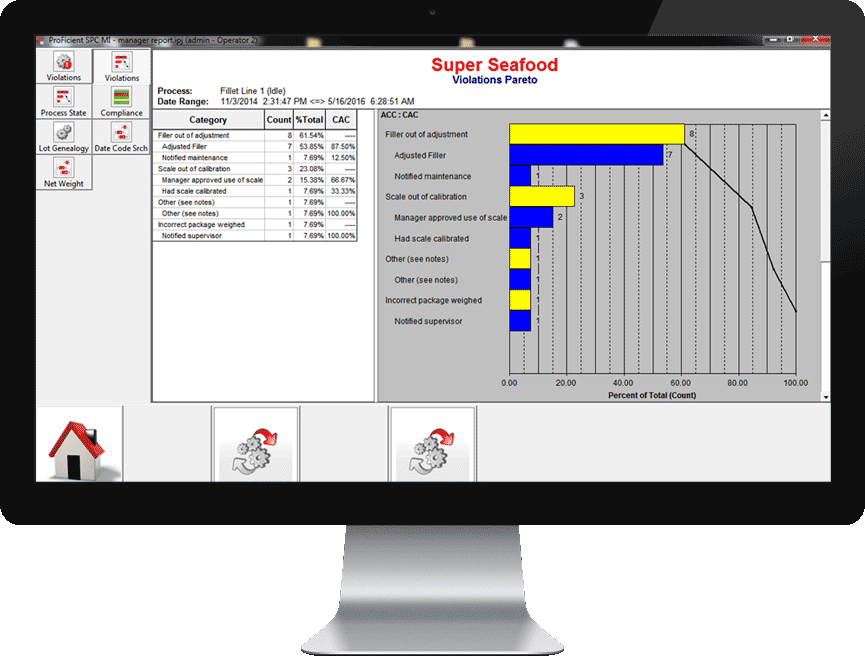 ProFicient SPC MI - manager report.ipj (admin - Operator 2)
Violations
Violations
Process State
Compliance
Lot Genealogy
Date Code Srch
Net Weight
Super Seafood
Violations Pareto
Process: Fillet Line 1 (Idle)
Date Range: 11/3/2014 2:31:47 PM <=> 5/16/2016 6:28:51 AM
Category Count %Total CAC
Filler out of adjustment 8 61.54% ----
Adjusted Filler 7 53.85% 87.50%
Notified maintenance 1 7.69% 12.50%
Scale out of calibration 3 23.08% ----
Manager approved use of scale 2 15.38% 66.67%
Had scale calibrated 1 7.69% 33.33%
Other (see notes) 1 7.69% ----
Other (see notes) 1 7.69% 100.00%
Incorrect package weighed 1 7.69% ----
Notified supervisor 1 7.69% 100.00%
ACC : CAC
Filler out of adjustment 8
Adjusted Filler 7
Notified maintenance 1
Scale out of calibration 3
Manager approved use of scale 2
Had scale calibrated 1
Other (see notes) 1
Other (see notes) 1
Incorrect package weighed 1
Notified supervisor 1
0.00 20.00 40.00 60.00 80.00 100.00
Percent of Total (Count)